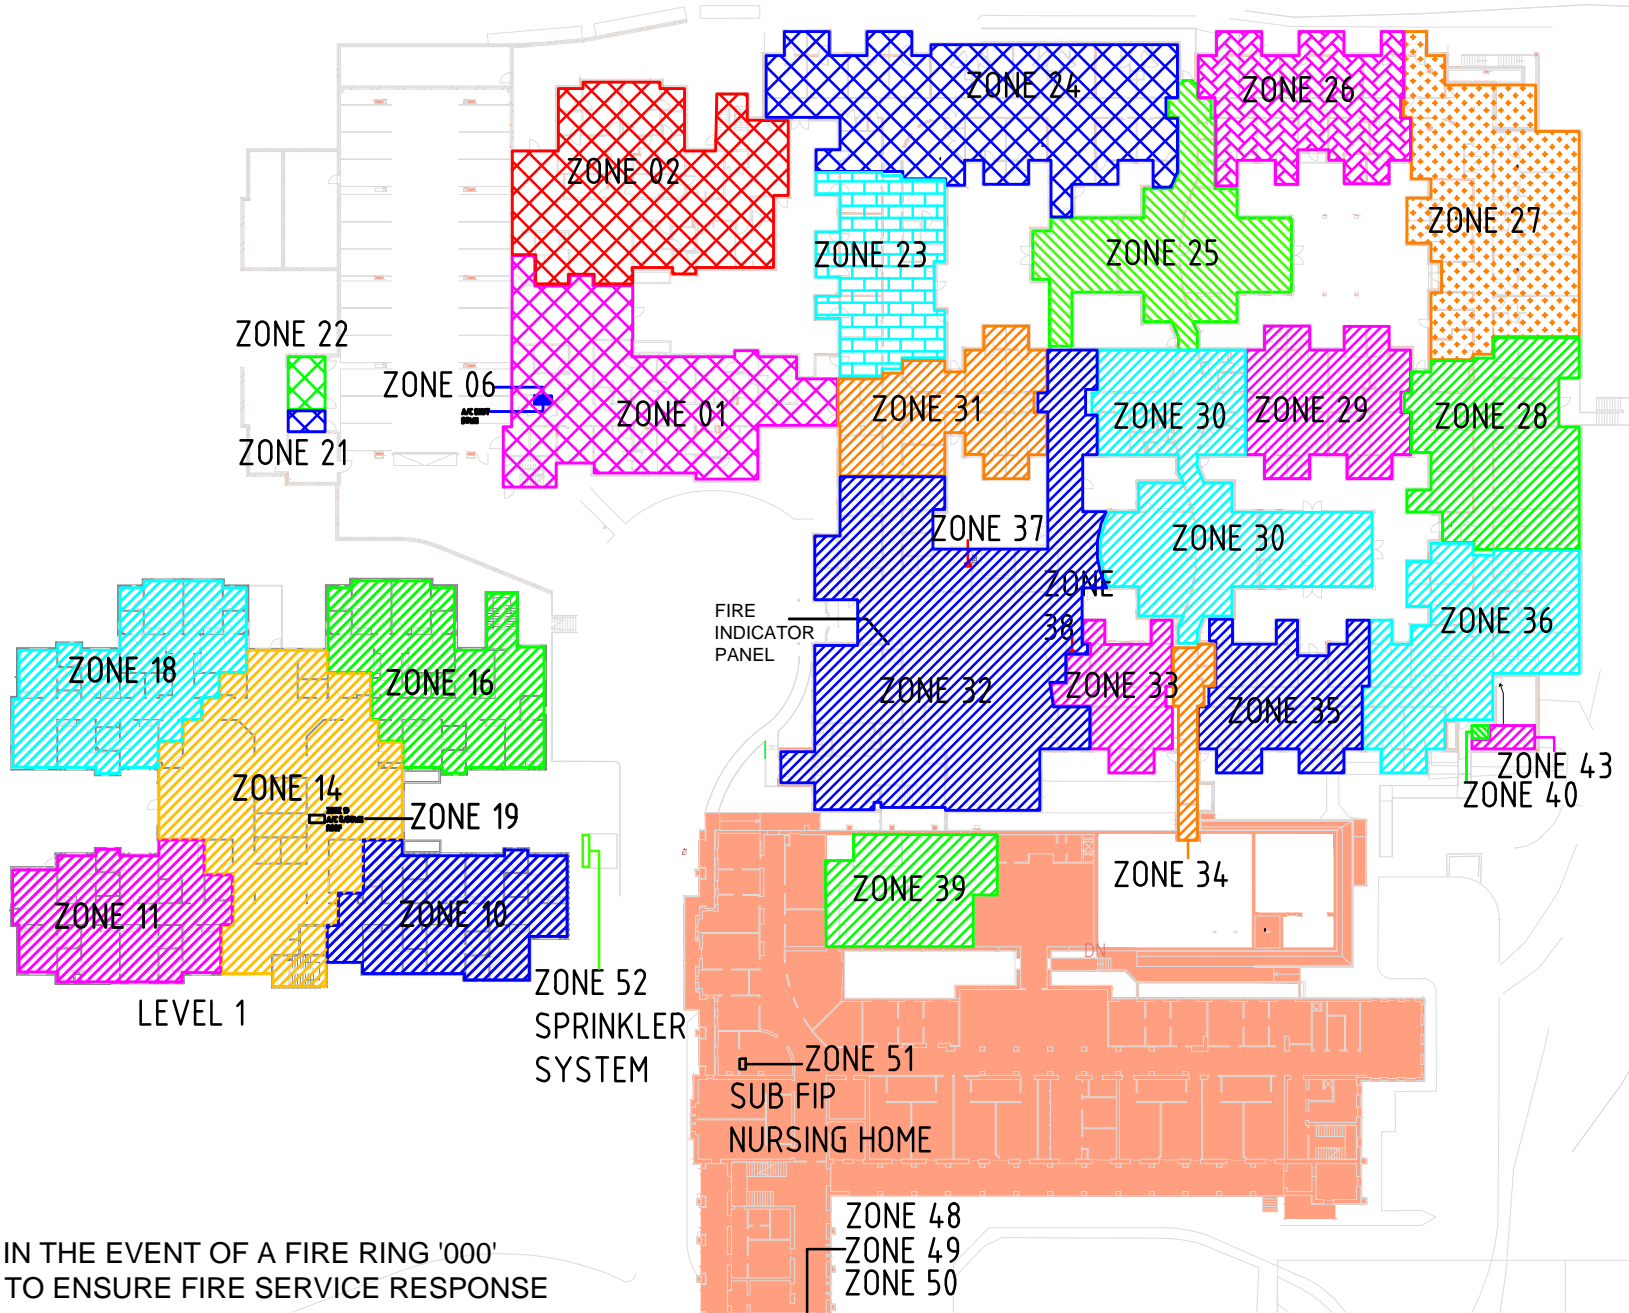 ZONE 24
ZONE 26
ZONE 02
ZONE 27
ZONE 23
ZONE 25
ZONE 22
ZONE 06
ZONE 01
ZONE 31
ZONE 30
ZONE 29
ZONE 28
ZONE 21
ZONE 37
ZONE 30
ZONE
38
FIRE
INDICATOR
PANEL
ZONE 36
ZONE 18
ZONE 16
ZONE 32
ZONE 33
ZONE 35
ZONE 43
ZONE 40
ZONE 14
ZONE 19
ZONE 39
ZONE 34
ZONE 11
ZONE 10
DN
LEVEL 1
ZONE 52
SPRINKLER
SYSTEM
ZONE 51
SUB FIP
NURSING HOME
ZONE 48
ZONE 49
ZONE 50
IN THE EVENT OF A FIRE RING '000'
TO ENSURE FIRE SERVICE RESPONSE